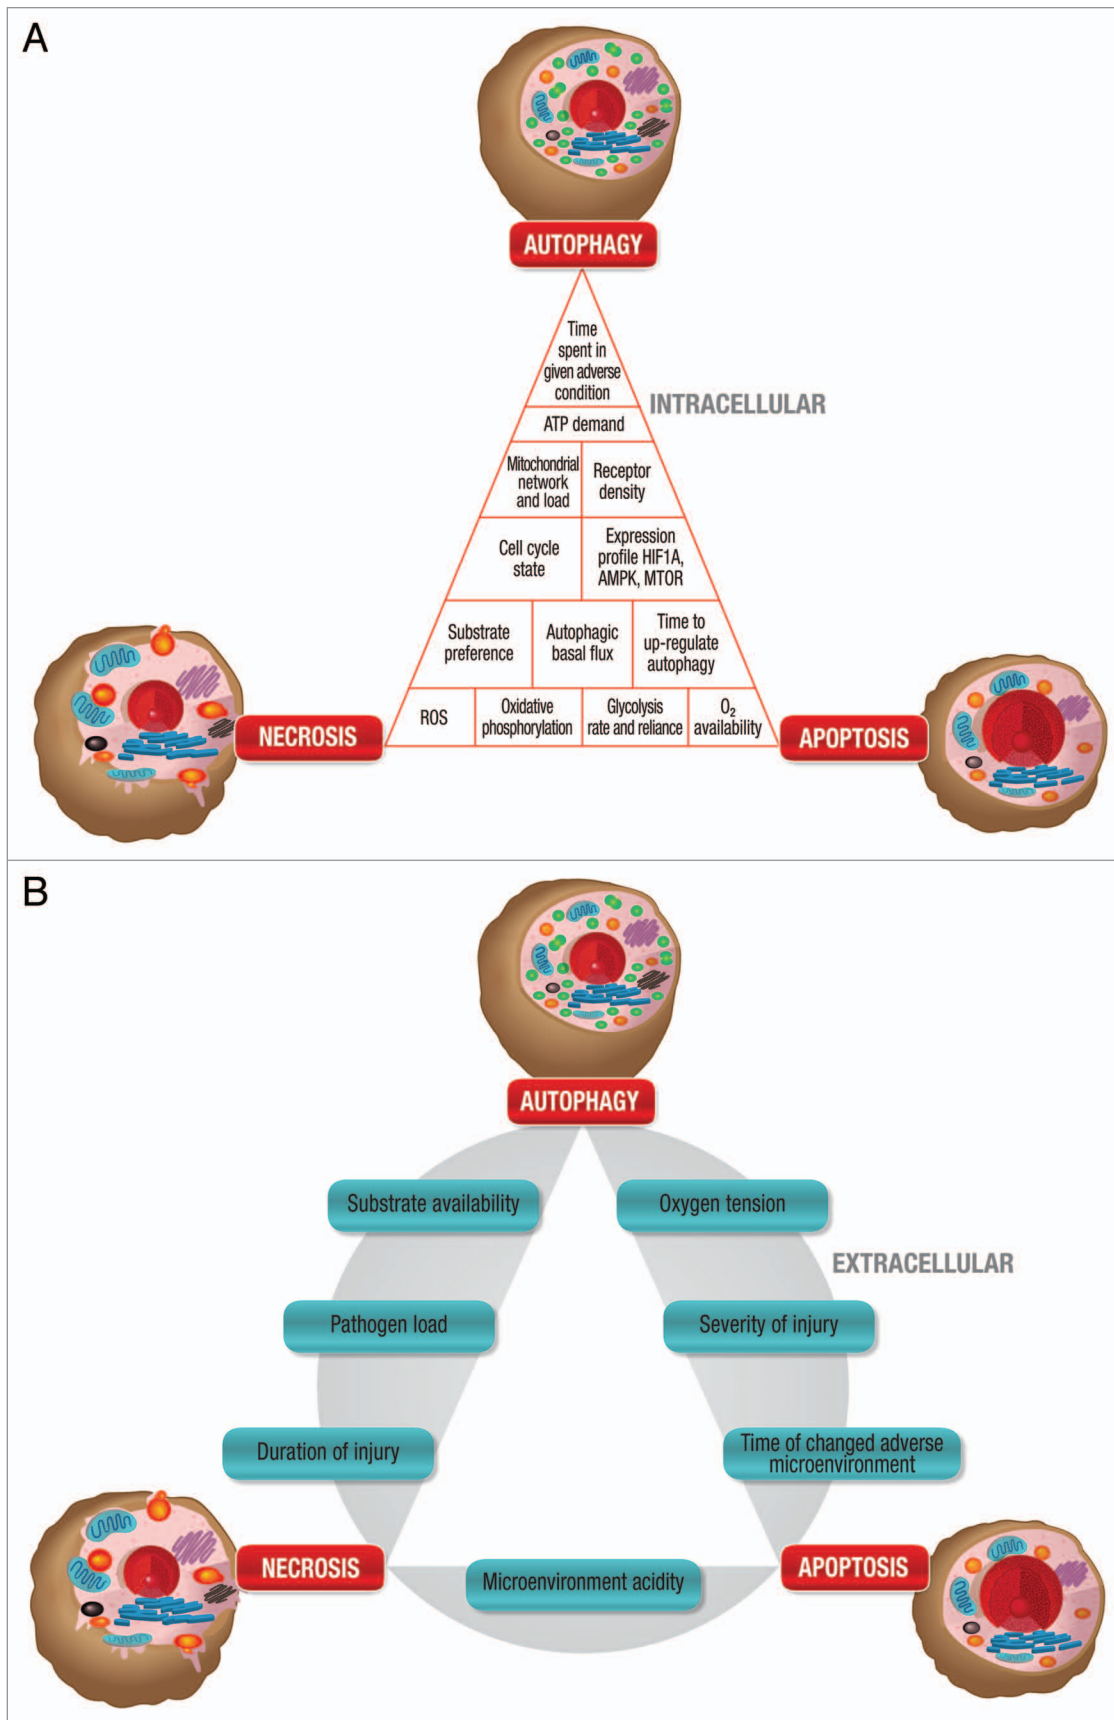 A
AUTOPHAGY
Time
spent in
given adverse
condition
INTRACELLULAR
ATP demand
Mitochondrial
network
and load
Receptor
density
Cell cycle
state
Expression
profile HIF1A,
AMPK, MTOR
Substrate
preference
Autophagic
basal flux
Time to
up-regulate
autophagy
ROS
Oxidative
phosphorylation
Glycolysis
rate and reliance
O2
availability
NECROSIS
APOPTOSIS
B
AUTOPHAGY
Substrate availability
Oxygen tension
EXTRACELLULAR
Pathogen load
Severity of injury
Duration of injury
Time of changed adverse
microenvironment
NECROSIS
Microenvironment acidity
APOPTOSIS